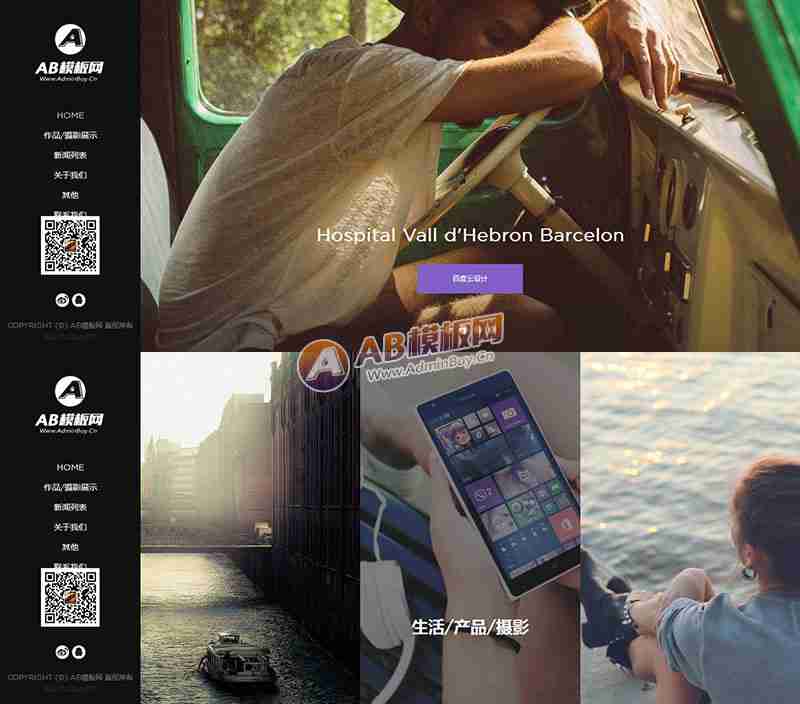 AB模板网
Www.AdminBuy.Cn
HOME
作品/摄影展示
新闻列表
关于我们
其他
联系我们
COPYRIGHT (©) AB模板网 版权所有
Hospital Vall d'Hebron Barcelon
百度云设计
AB模板网
Www.AdminBuy.Cn
AB模板网
Www.AdminBuy.Cn
HOME
作品/摄影展示
新闻列表
关于我们
其他
联系我们
COPYRIGHT (©) AB模板网 版权所有
生活/产品/摄影